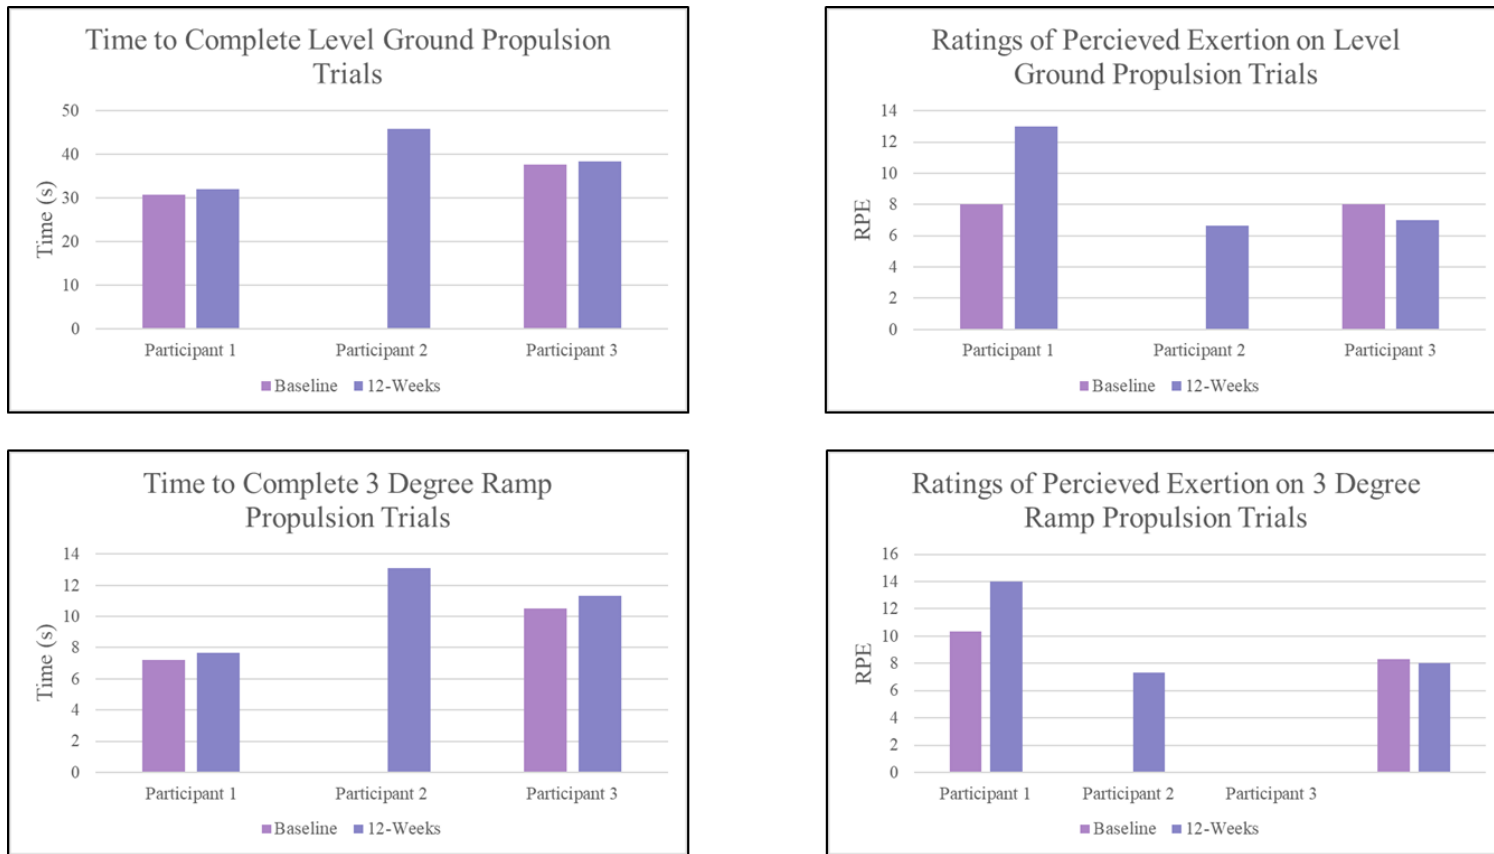 Time to Complete Level Ground Propulsion
Trials
50
40
30
20
10
0
Time (s)
Participant 1 Participant 2 Participant 3
Baseline 12-Weeks
Ratings of Percieved Exertion on Level
Ground Propulsion Trials
14
12
10
8
6
4
2
0
RPE
Participant 1 Participant 2 Participant 3
Baseline 12-Weeks
Time to Complete 3 Degree Ramp
Propulsion Trials
14
12
10
8
6
4
2
0
Time (s)
Participant 1 Participant 2 Participant 3
Baseline 12-Weeks
Ratings of Percieved Exertion on 3 Degree
Ramp Propulsion Trials
16
14
12
10
8
6
4
2
0
RPE
Participant 1 Participant 2 Participant 3
Baseline 12-Weeks